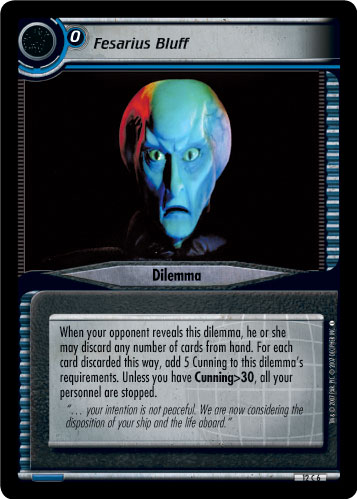 0
Fesarius Bluff
Dilemma
When your opponent reveals this dilemma, he or she
may discard any number of cards from hand. For each
card discarded this way, add 5 Cunning to this dilemma's
requirements. Unless you have Cunning>30, all your
personnel are stopped.
"... your intention is not peaceful. We are now considering the
disposition of your ship and the life aboard."
12 C 6